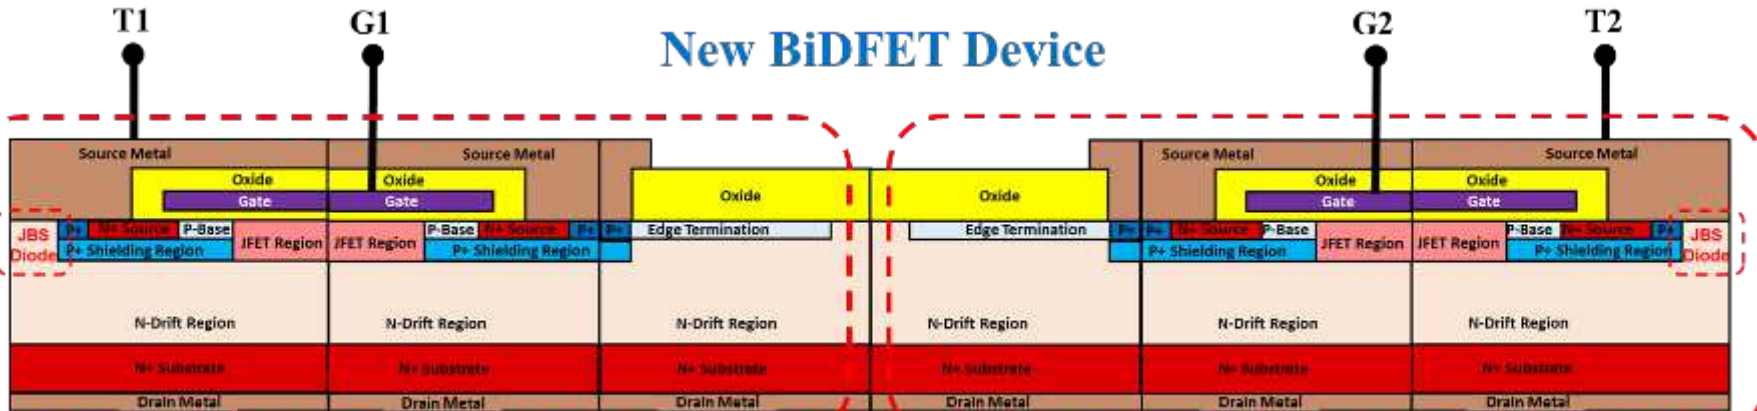 T1
G1
New BiDFET Device
G2
T2
Source Metal
Source Metal
Source Metal
Source Metal
Oxide
Oxide
Oxide
Oxide
Oxide
Oxide
Gate
Gate
Gate
Gate
JBS
Diode
P+
N+ Source
P-Base
JFET Region
JFET Region
P-Base
N+ Source
P+
P+
Edge Termination
Edge Termination
P+
P+
N+ Source
P-Base
JFET Region
JFET Region
P-Base
N+ Source
P+
JBS
Diode
P+ Shielding Region
P+ Shielding Region
P+ Shielding Region
P+ Shielding Region
N-Drift Region
N-Drift Region
N-Drift Region
N-Drift Region
N-Drift Region
N-Drift Region
N+ Substrate
N+ Substrate
N+ Substrate
N+ Substrate
N+ Substrate
N+ Substrate
Drain Metal
Drain Metal
Drain Metal
Drain Metal
Drain Metal
Drain Metal